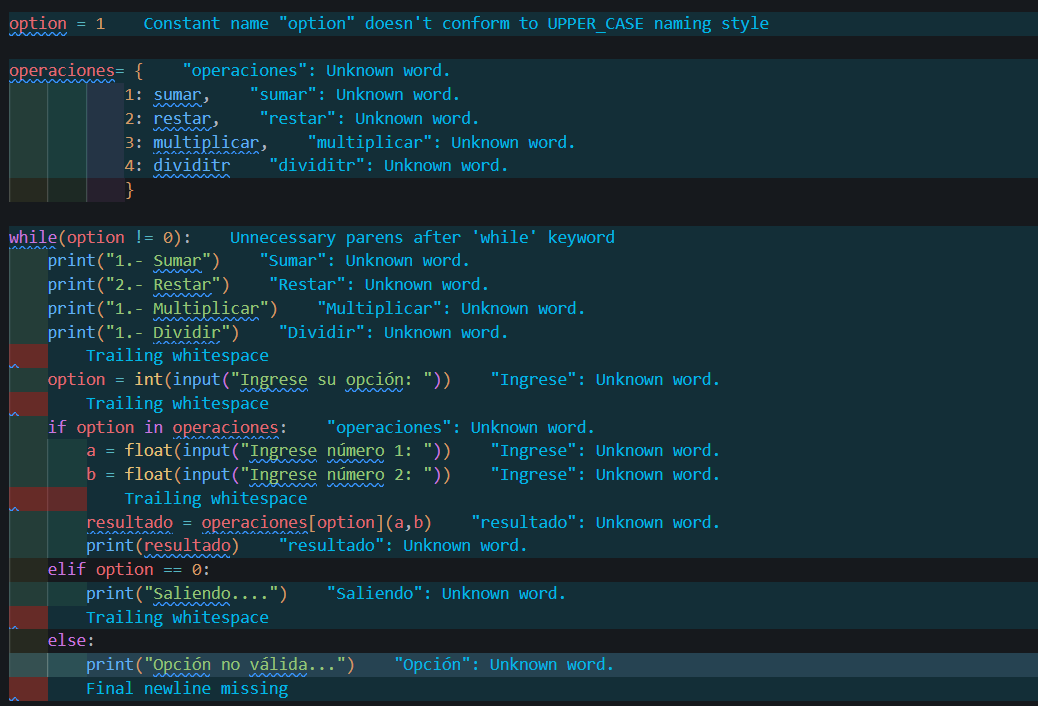 option = 1    Constant name "option" doesn't conform to UPPER_CASE naming style
operaciones= {    "operaciones": Unknown word.
1: sumar,    "sumar": Unknown word.
2: restar,    "restar": Unknown word.
3: multiplicar,    "multiplicar": Unknown word.
4: dividitr    "dividitr": Unknown word.
}
while(option != 0):    Unnecessary parens after 'while' keyword
print("1.- Sumar")    "Sumar": Unknown word.
print("2.- Restar")    "Restar": Unknown word.
print("1.- Multiplicar")    "Multiplicar": Unknown word.
print("1.- Dividir")    "Dividir": Unknown word.
Trailing whitespace
option = int(input("Ingrese su opción: "))    "Ingrese": Unknown word.
Trailing whitespace
if option in operaciones:    "operaciones": Unknown word.
a = float(input("Ingrese número 1: "))    "Ingrese": Unknown word.
b = float(input("Ingrese número 2: "))    "Ingrese": Unknown word.
Trailing whitespace
resultado = operaciones[option](a,b)    "resultado": Unknown word.
print(resultado)    "resultado": Unknown word.
elif option == 0:
print("Saliendo....")    "Saliendo": Unknown word.
Trailing whitespace
else:
print("Opción no válida...")    "Opción": Unknown word.
Final newline missing